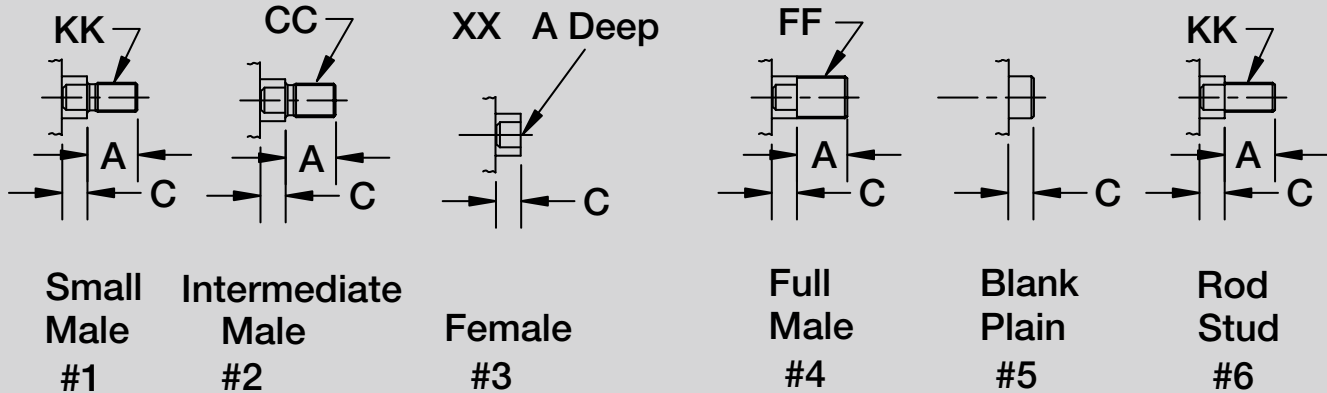 KK
A
C
Small
Male
#1
CC
A
C
Intermediate
Male
#2
XX A Deep
C
Female
#3
FF
A
C
Full
Male
#4
C
Blank
Plain
#5
KK
A
C
Rod
Stud
#6